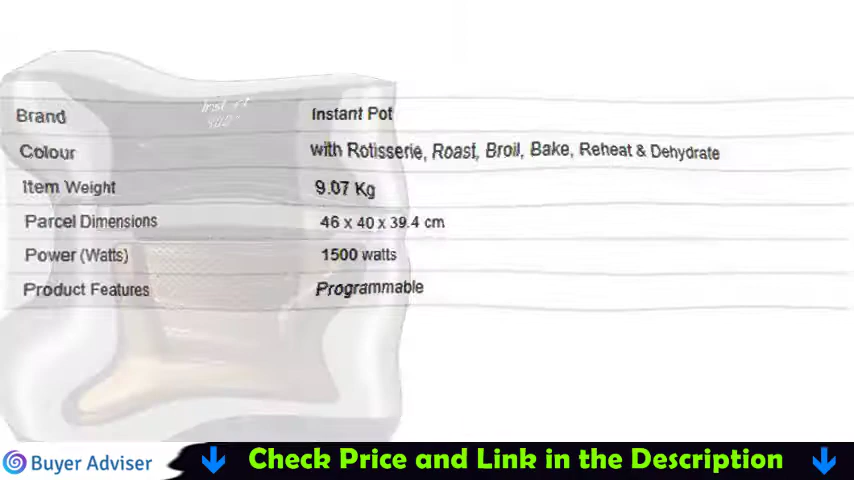 Brand Instant Pot
Colour with Rotisserie, Roast, Broil, Bake, Reheat & Dehydrate
Item Weight 9.07 Kg
Parcel Dimensions 46 x 40 x 39.4 cm
Power (Watts) 1500 watts
Product Features Programmable
Buyer Adviser Check Price and Link in the Description